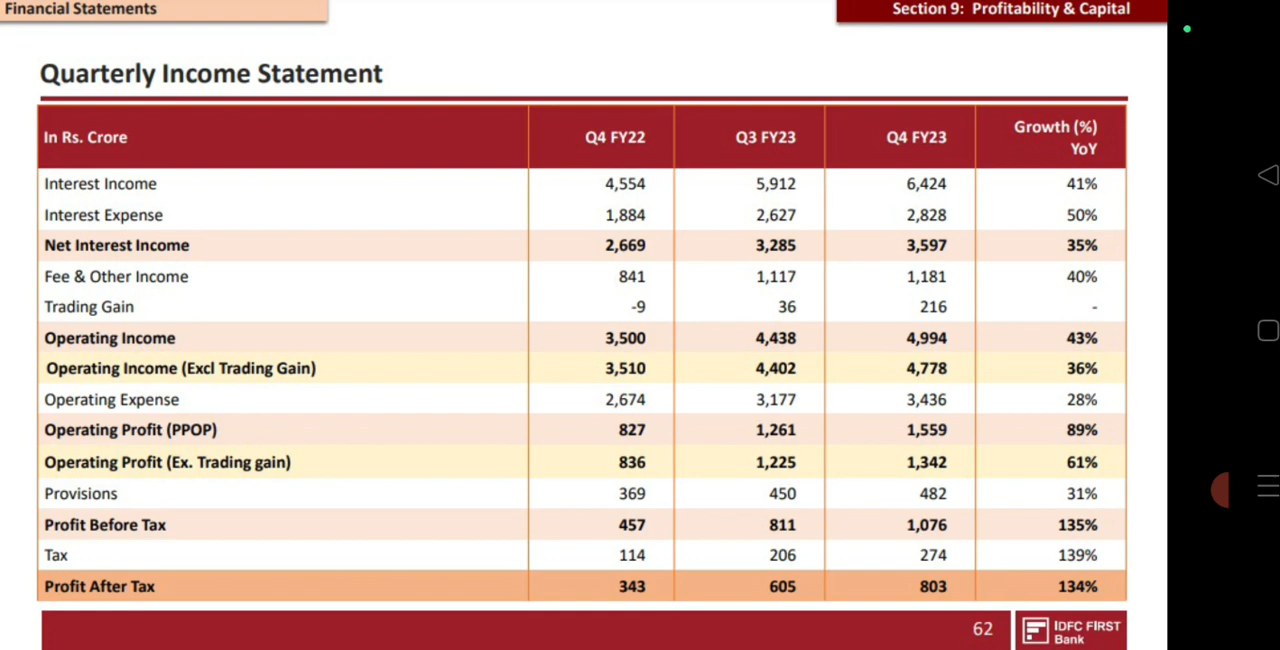 Financial Statements
Section 9: Profitability & Capital
Quarterly Income Statement
In Rs. Crore Q4 FY22 Q3 FY23 Q4 FY23 Growth (%) YoY
Interest Income 4,554 5,912 6,424 41%
Interest Expense 1,884 2,627 2,828 50%
Net Interest Income 2,669 3,285 3,597 35%
Fee & Other Income 841 1,117 1,181 40%
Trading Gain -9 36 216 -
Operating Income 3,500 4,438 4,994 43%
Operating Income (Excl Trading Gain) 3,510 4,402 4,778 36%
Operating Expense 2,674 3,177 3,436 28%
Operating Profit (PPOP) 827 1,261 1,559 89%
Operating Profit (Ex. Trading gain) 836 1,225 1,342 61%
Provisions 369 450 482 31%
Profit Before Tax 457 811 1,076 135%
Tax 114 206 274 139%
Profit After Tax 343 605 803 134%
62
IDFC FIRST
Bank